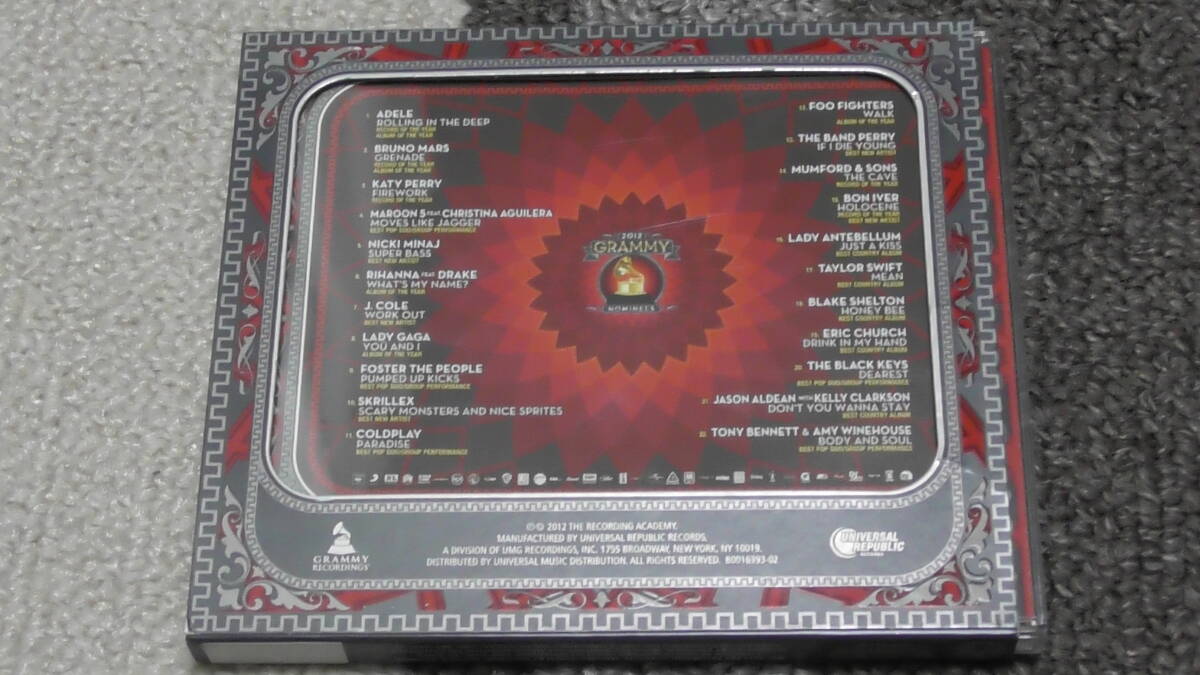 1. ADELE
ROLLING IN THE DEEP
RECORD OF THE YEAR
ALBUM OF THE YEAR
2. BRUNO MARS
GRENADE
RECORD OF THE YEAR
ALBUM OF THE YEAR
3. KATY PERRY
FIREWORK
RECORD OF THE YEAR
4. MAROON 5 FEAT. CHRISTINA AGUILERA
MOVES LIKE JAGGER
BEST POP DUO/GROUP PERFORMANCE
5. NICKI MINAJ
SUPER BASS
BEST NEW ARTIST
6. RIHANNA FEAT. DRAKE
WHAT'S MY NAME?
ALBUM OF THE YEAR
7. J. COLE
WORK OUT
BEST NEW ARTIST
8. LADY GAGA
YOU AND I
ALBUM OF THE YEAR
9. FOSTER THE PEOPLE
PUMPED UP KICKS
BEST POP DUO/GROUP PERFORMANCE
10. SKRILLEX
SCARY MONSTERS AND NICE SPRITES
BEST NEW ARTIST
11. COLDPLAY
PARADISE
BEST POP DUO/GROUP PERFORMANCE
2012
GRAMMY
NOMINEES
12. FOO FIGHTERS
WALK
ALBUM OF THE YEAR
13. THE BAND PERRY
IF I DIE YOUNG
BEST NEW ARTIST
14. MUMFORD & SONS
THE CAVE
RECORD OF THE YEAR
15. BON IVER
HOLOCENE
RECORD OF THE YEAR
BEST NEW ARTIST
16. LADY ANTEBELLUM
JUST A KISS
BEST COUNTRY ALBUM
17. TAYLOR SWIFT
MEAN
BEST COUNTRY ALBUM
18. BLAKE SHELTON
HONEY BEE
BEST COUNTRY ALBUM
19. ERIC CHURCH
DRINK IN MY HAND
BEST COUNTRY ALBUM
20. THE BLACK KEYS
DEAREST
BEST POP DUO/GROUP PERFORMANCE
21. JASON ALDEAN WITH KELLY CLARKSON
DON'T YOU WANNA STAY
BEST COUNTRY ALBUM
22. TONY BENNETT & AMY WINEHOUSE
BODY AND SOUL
BEST POP DUO/GROUP PERFORMANCE
GRAMMY
RECORDINGS
℗© 2012 THE RECORDING ACADEMY.
MANUFACTURED BY UNIVERSAL REPUBLIC RECORDS,
A DIVISION OF UMG RECORDINGS, INC. 1755 BROADWAY, NEW YORK, NY 10019.
DISTRIBUTED BY UNIVERSAL MUSIC DISTRIBUTION. ALL RIGHTS RESERVED. B0016393-02
UNIVERSAL
REPUBLIC
RECORDS